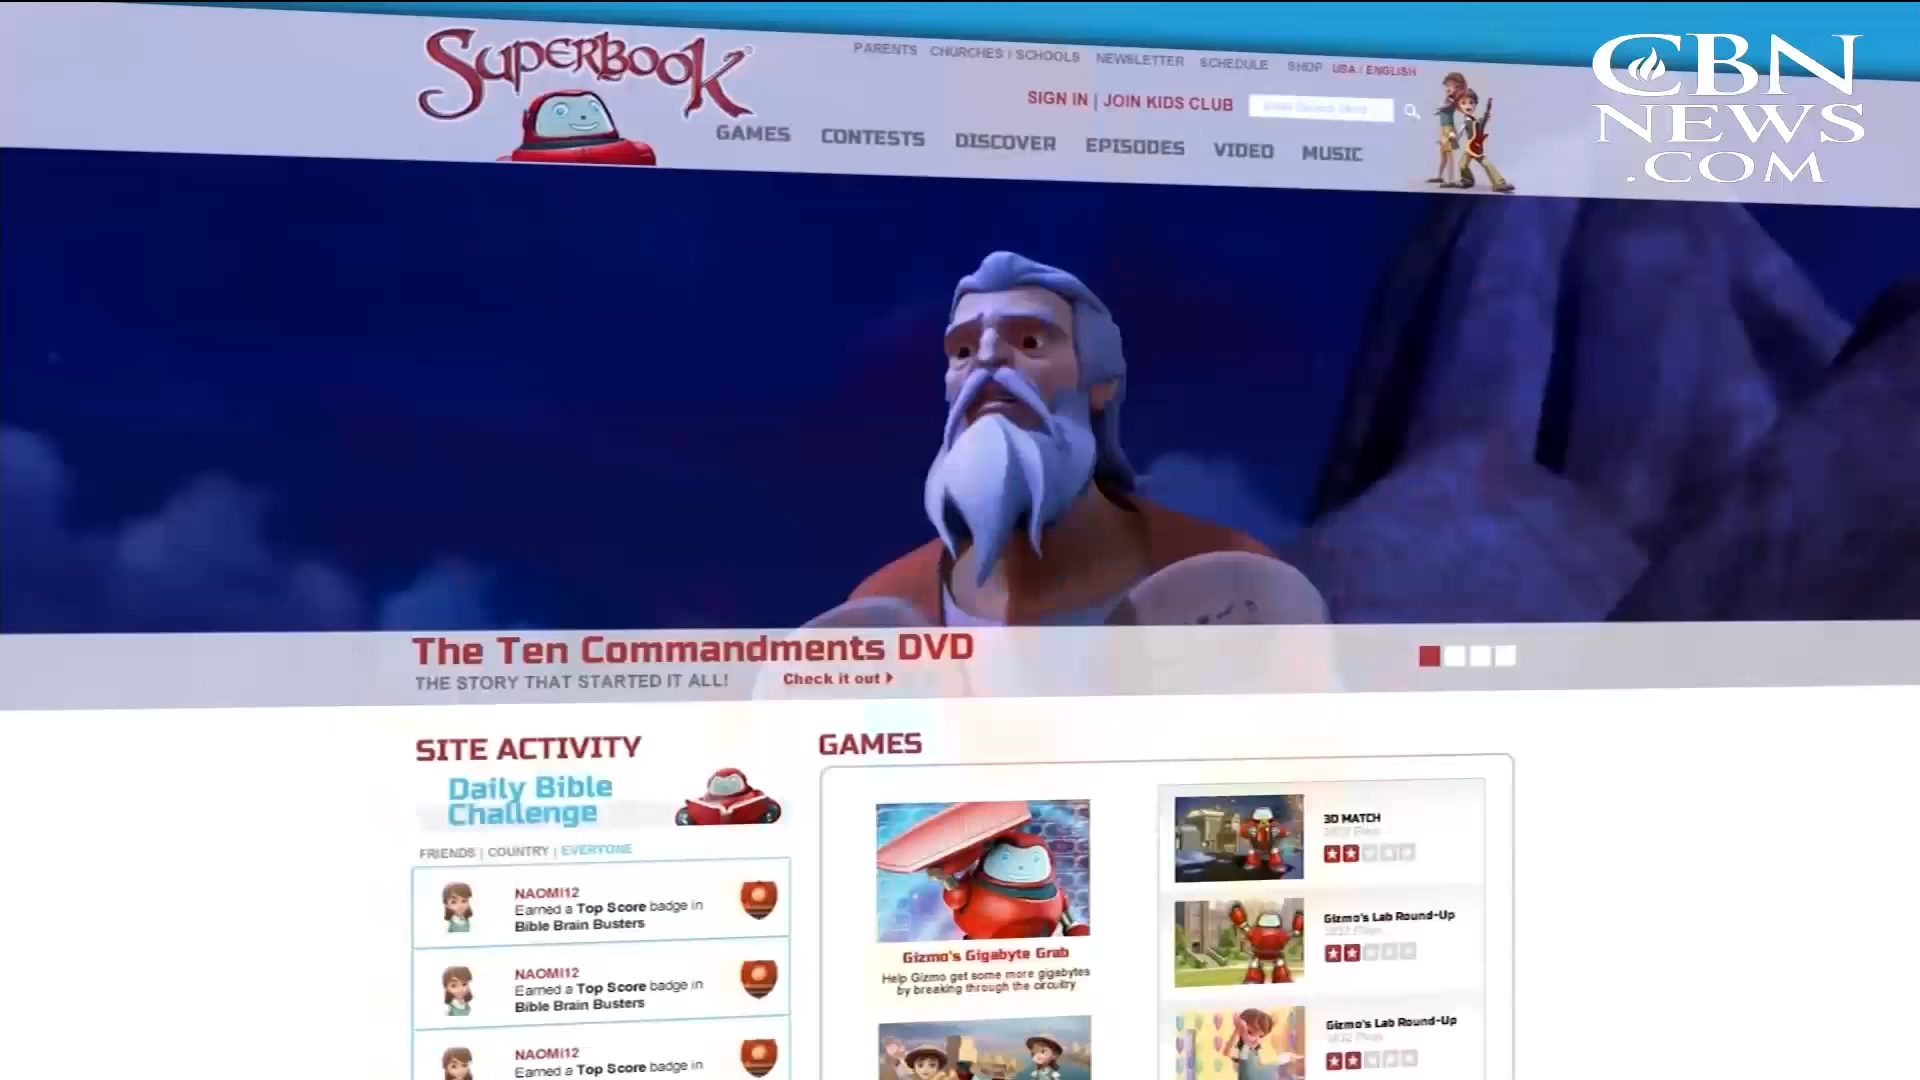 SUPERBOOK
PARENTS CHURCHES / SCHOOLS NEWSLETTER SCHEDULE SHOP USA / ENGLISH
SIGN IN | JOIN KIDS CLUB
GAMES CONTESTS DISCOVER EPISODES VIDEO MUSIC
CBN
NEWS
.COM
The Ten Commandments DVD
THE STORY THAT STARTED IT ALL! Check it out
SITE ACTIVITY
Daily Bible
Challenge
FRIENDS | COUNTRY | EVERYONE
NAOMI12
Earned a Top Score badge in
Bible Brain Busters
NAOMI12
Earned a Top Score badge in
Bible Brain Busters
NAOMI12
Earned a Top Score badge in
GAMES
Gizmo's Gigabyte Grab
Help Gizmo get some more gigabytes
by breaking through the circuitry.
3D MATCH
Gizmo's Lab Round-Up
Gizmo's Lab Round-Up